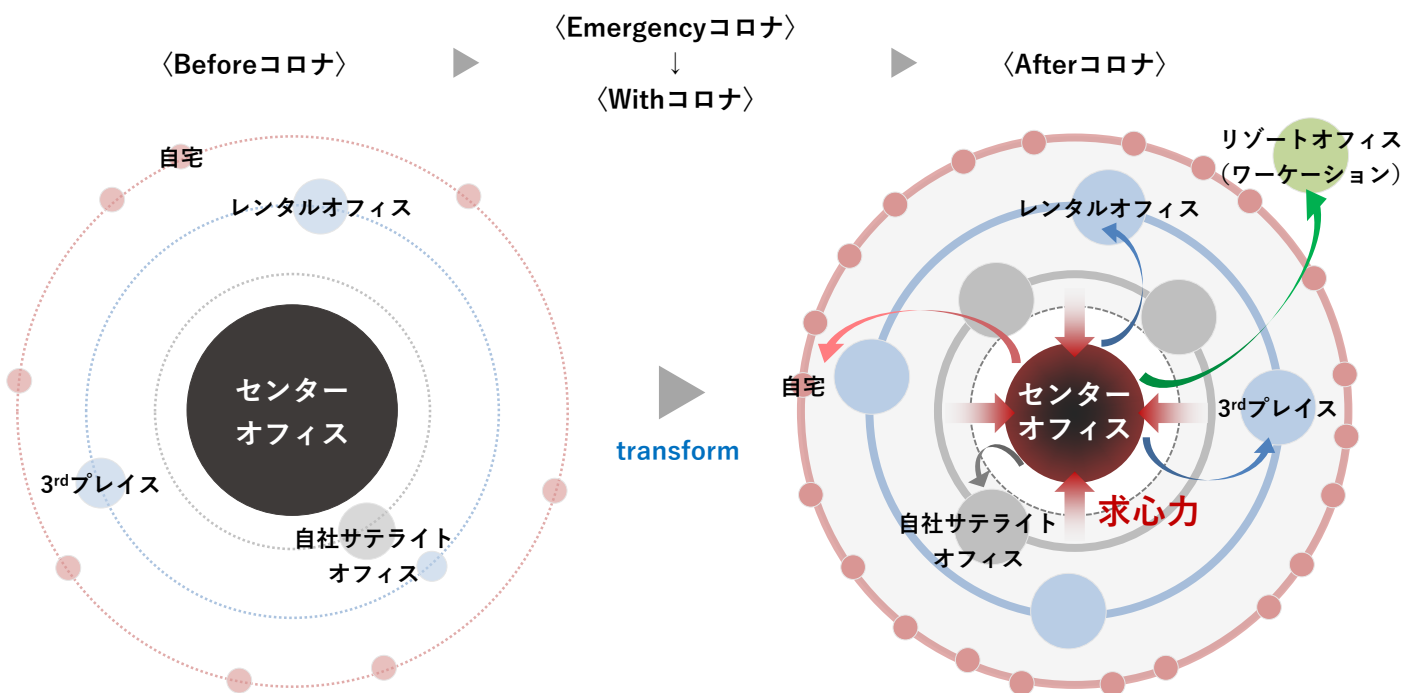 〈Beforeコロナ〉
〈Emergencyコロナ〉
↓
〈Withコロナ〉
〈Afterコロナ〉
自宅
レンタルオフィス
センター
オフィス
3rdプレイス
自社サテライト
オフィス
transform
リゾートオフィス
（ワーケーション）
レンタルオフィス
自宅
センター
オフィス
3rdプレイス
求心力
自社サテライト
オフィス